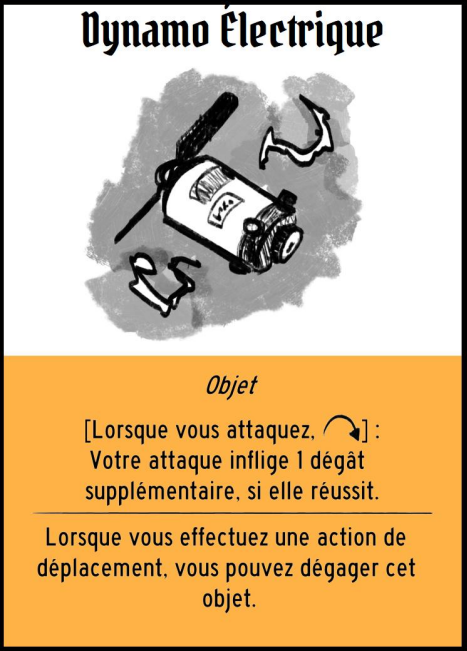 Dynamo Électrique
Objet
[Lorsque vous attaquez, ] :
Votre attaque inflige 1 dégât
supplémentaire, si elle réussit.
Lorsque vous effectuez une action de
déplacement, vous pouvez dégager cet
objet.